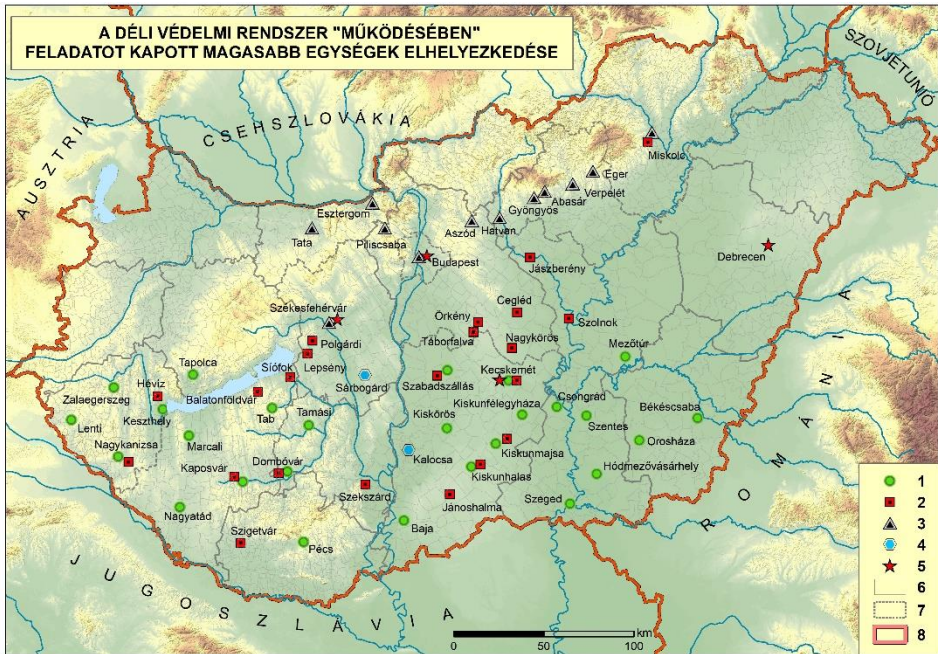 A DÉLI VÉDELMI RENDSZER "MŰKÖDÉSÉBEN"
FELADATOT KAPOTT MAGASABB EGYSÉGEK ELHELYEZKEDÉSE
SZOVJETUNIÓ
CSEHSZLOVÁKIA
AUSZTRIA
Miskolc
Eger
Verpelét
Abasár
Gyöngyös
Esztergom
Aszód
Hatvan
Tata
Piliscsaba
Budapest
Jászberény
Debrecen
Székesfehérvár
Cegléd
Örkény
Szolnok
Táborfalva
Nagykőrös
Polgárdi
Mezőtúr
Tapolca
Siófok
Lepsény
Kecskemét
Hévíz
Sárbogárd
Szabadszállás
Zalaegerszeg
Balatonföldvár
Kiskunfélegyháza
Csongrád
Keszthely
Tab
Tamási
Kiskőrös
Békéscsaba
Lenti
Szentes
Nagykanizsa
Marcali
Orosháza
Kalocsa
Kiskunmajsa
Kaposvár
Dombóvár
Hódmezővásárhely
Kiskunhalas
Szekszárd
Nagyatád
Jánoshalma
Szeged
Szigetvár
Baja
Pécs
ROMÁNIA
JUGOSZLÁVIA
0 50 100
km
1
2
3
4
5
6
7
8